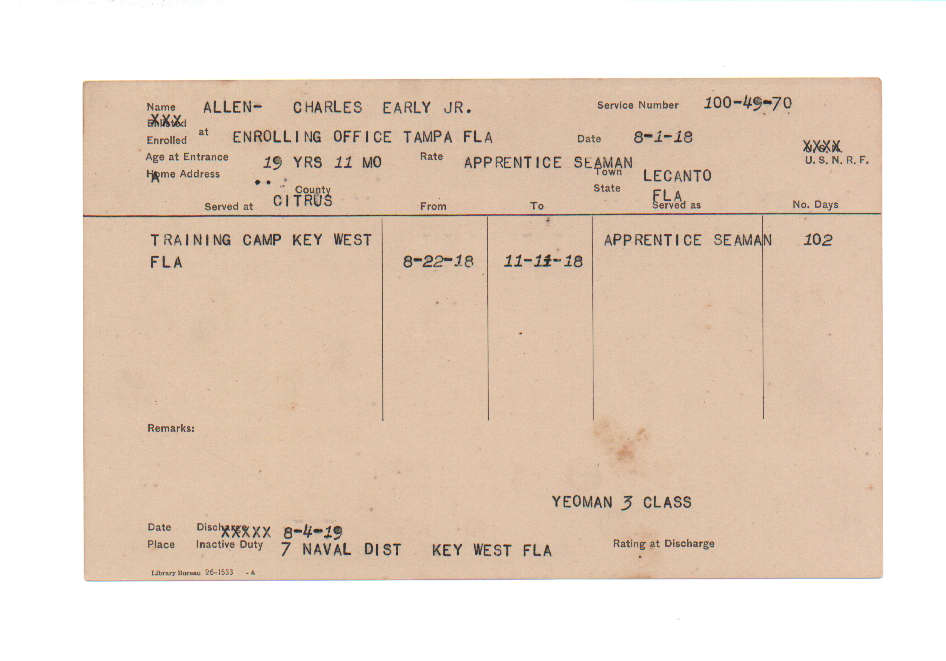 Name ALLEN- CHARLES EARLY JR. Service Number 100-49-70
Enlisted XXX
Enrolled at ENROLLING OFFICE TAMPA FLA Date 8-1-18 XXXX
Age at Entrance 19 YRS 11 MO Rate APPRENTICE SEAMAN U. S. N. R. F.
Home Address County CITRUS Town LECANTO
State FLA
Served at From To Served as No. Days
TRAINING CAMP KEY WEST APPRENTICE SEAMAN 102
FLA 8-22-18 11-11-18
Remarks:
YEOMAN 3 CLASS
Date Discharge XXXXX 8-4-19
Place Inactive Duty 7 NAVAL DIST KEY WEST FLA Rating at Discharge
Library Bureau 26-1533 -A